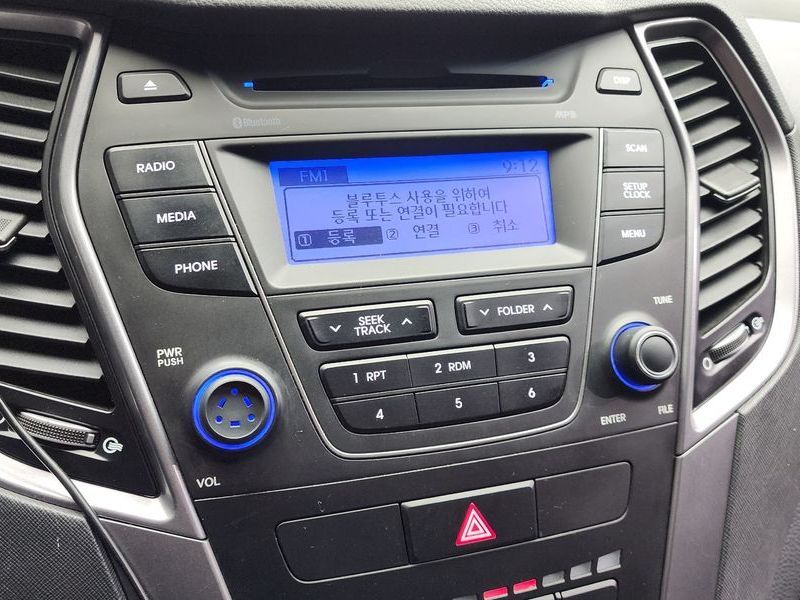 DISP
Bluetooth
MP3
RADIO
SCAN
FM1
9:12
블루투스 사용을 위하여
등록 또는 연결이 필요합니다
① 등록 ② 연결 ③ 취소
MEDIA
SETUP
CLOCK
PHONE
MENU
SEEK
TRACK
FOLDER
TUNE
PWR
PUSH
1 RPT
2 RDM
3
4
5
6
ENTER
FILE
VOL